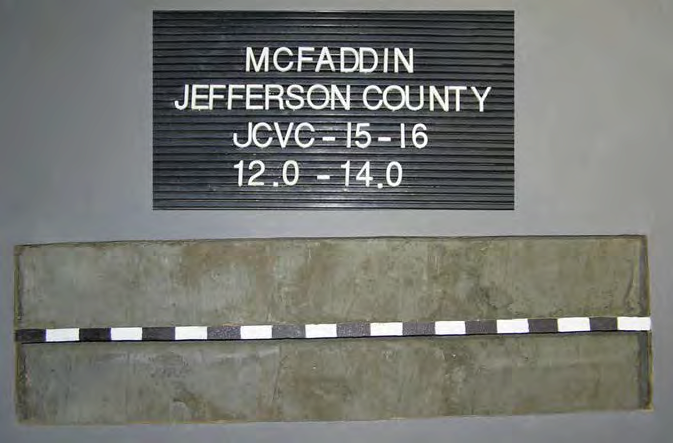 MCFADDIN
JEFFERSON COUNTY
JCVC-15-16
12.0 - 14.0